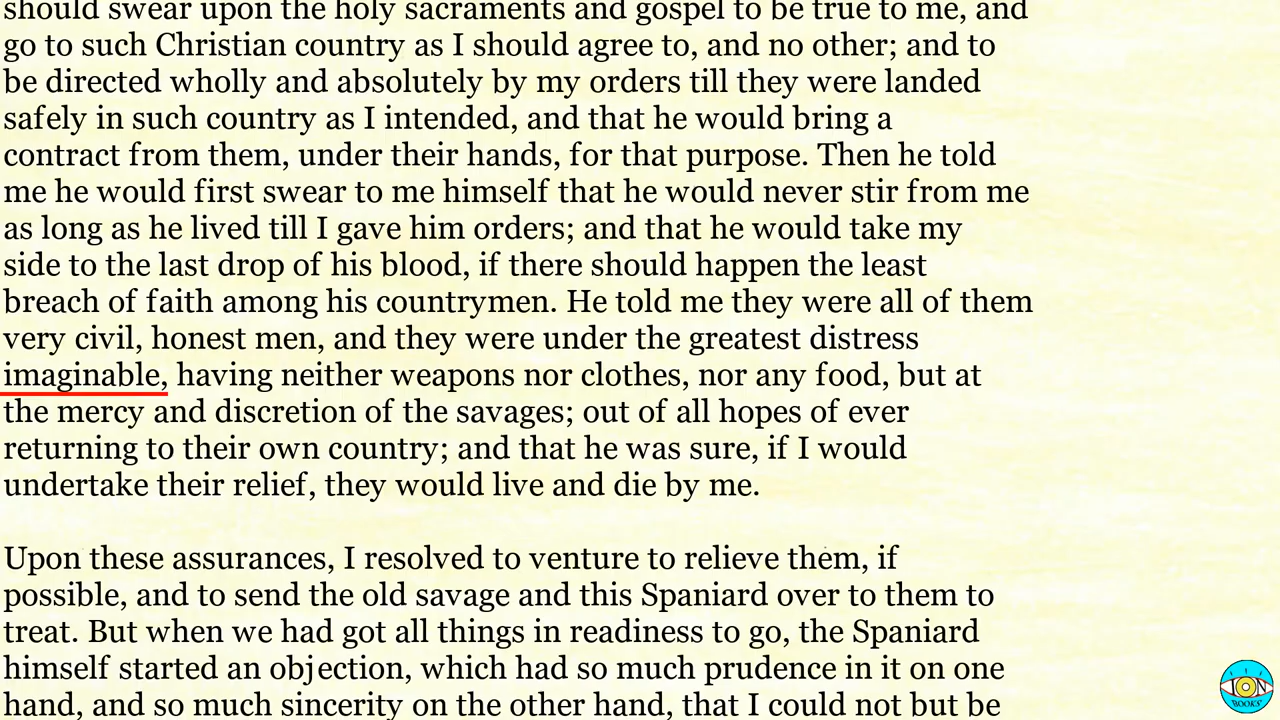 should swear upon the holy sacraments and gospel to be true to me, and
go to such Christian country as I should agree to, and no other; and to
be directed wholly and absolutely by my orders till they were landed
safely in such country as I intended, and that he would bring a
contract from them, under their hands, for that purpose. Then he told
me he would first swear to me himself that he would never stir from me
as long as he lived till I gave him orders; and that he would take my
side to the last drop of his blood, if there should happen the least
breach of faith among his countrymen. He told me they were all of them
very civil, honest men, and they were under the greatest distress
imaginable, having neither weapons nor clothes, nor any food, but at
the mercy and discretion of the savages; out of all hopes of ever
returning to their own country; and that he was sure, if I would
undertake their relief, they would live and die by me.
Upon these assurances, I resolved to venture to relieve them, if
possible, and to send the old savage and this Spaniard over to them to
treat. But when we had got all things in readiness to go, the Spaniard
himself started an objection, which had so much prudence in it on one
hand, and so much sincerity on the other hand, that I could not but be
ION
BOOKS